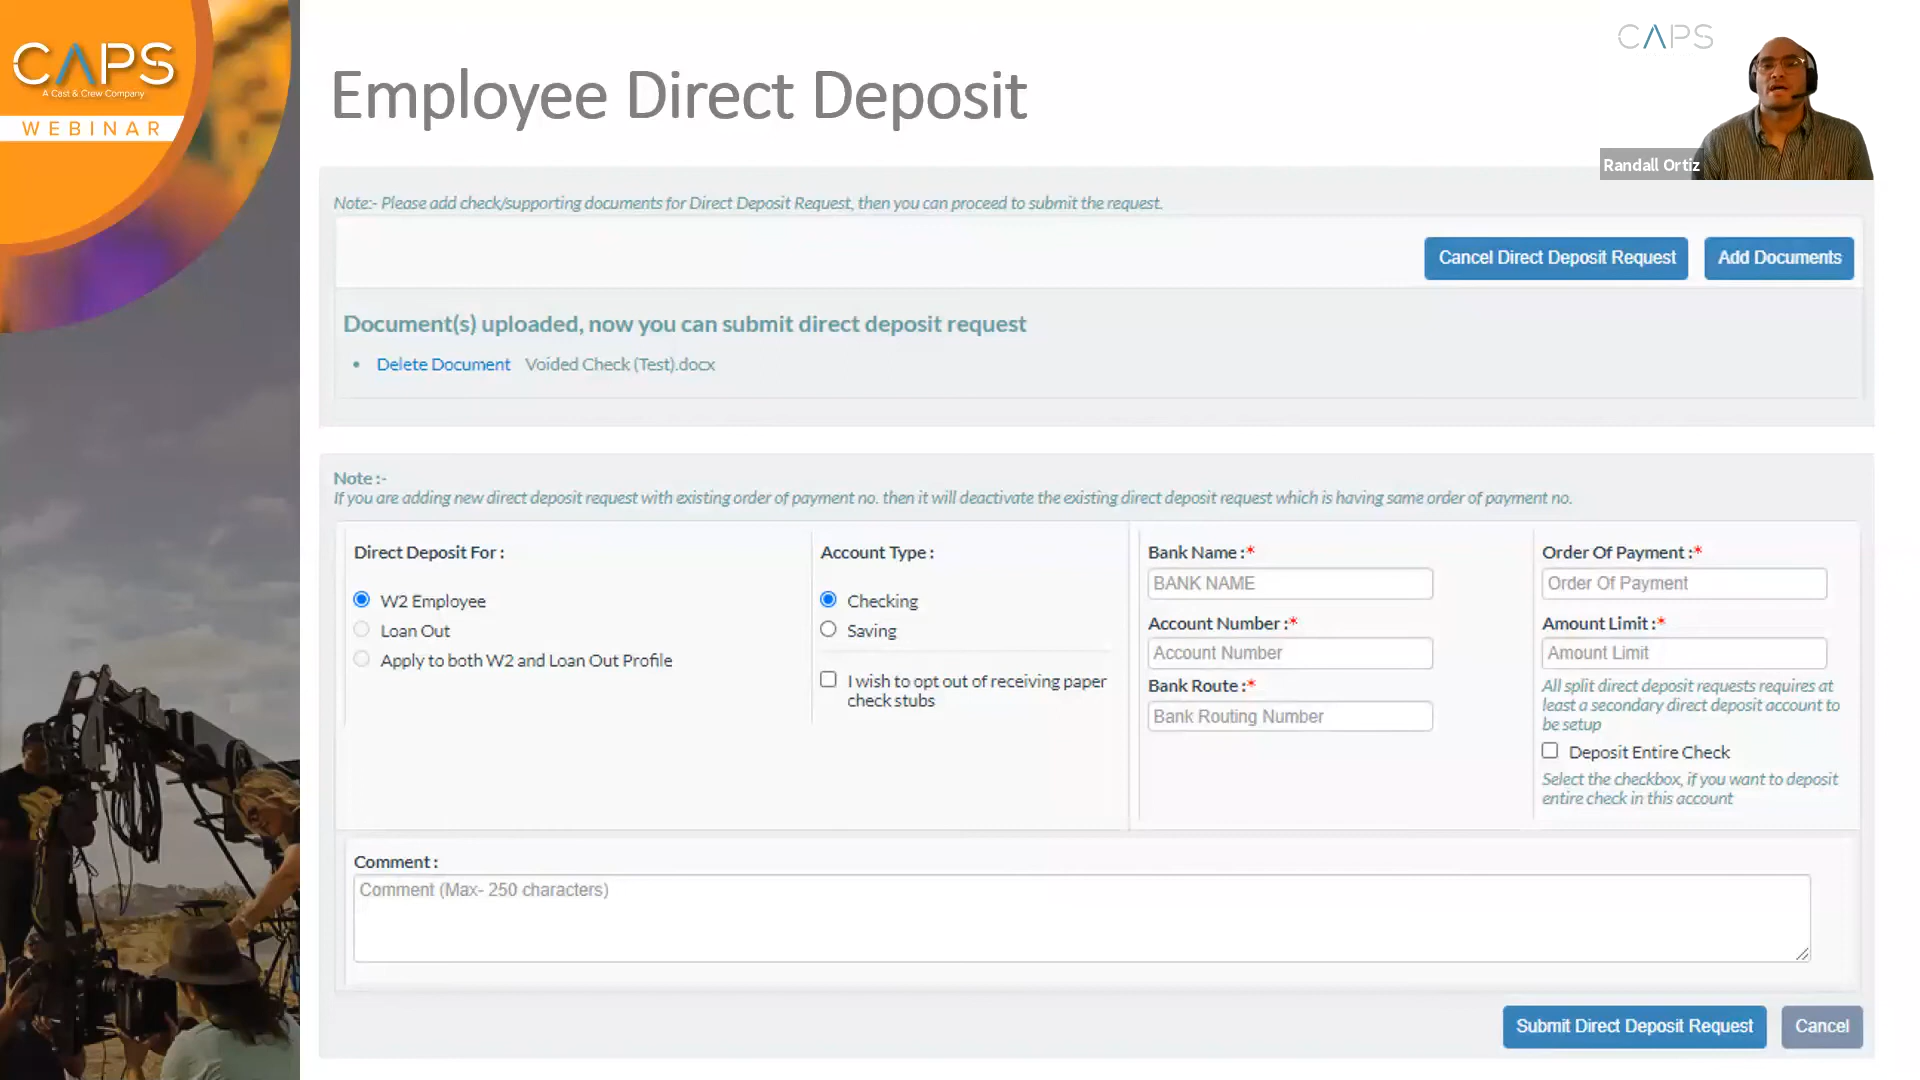 CAPS
A Cast & Crew Company
WEBINAR
CAPS
Randall Ortiz
Employee Direct Deposit
Note:- Please add check/supporting documents for Direct Deposit Request, then you can proceed to submit the request.
Cancel Direct Deposit Request
Add Documents
Document(s) uploaded, now you can submit direct deposit request
• Delete Document Voided Check (Test).docx
Note :-
If you are adding new direct deposit request with existing order of payment no. then it will deactivate the existing direct deposit request which is having same order of payment no.
Direct Deposit For :
W2 Employee
Loan Out
Apply to both W2 and Loan Out Profile
Account Type :
Checking
Saving
I wish to opt out of receiving paper
check stubs
Bank Name :*
BANK NAME
Account Number :*
Account Number
Bank Route :*
Bank Routing Number
Order Of Payment :*
Order Of Payment
Amount Limit :*
Amount Limit
All split direct deposit requests requires at
least a secondary direct deposit account to
be setup
Deposit Entire Check
Select the checkbox, if you want to deposit
entire check in this account
Comment :
Comment (Max- 250 characters)
Submit Direct Deposit Request
Cancel